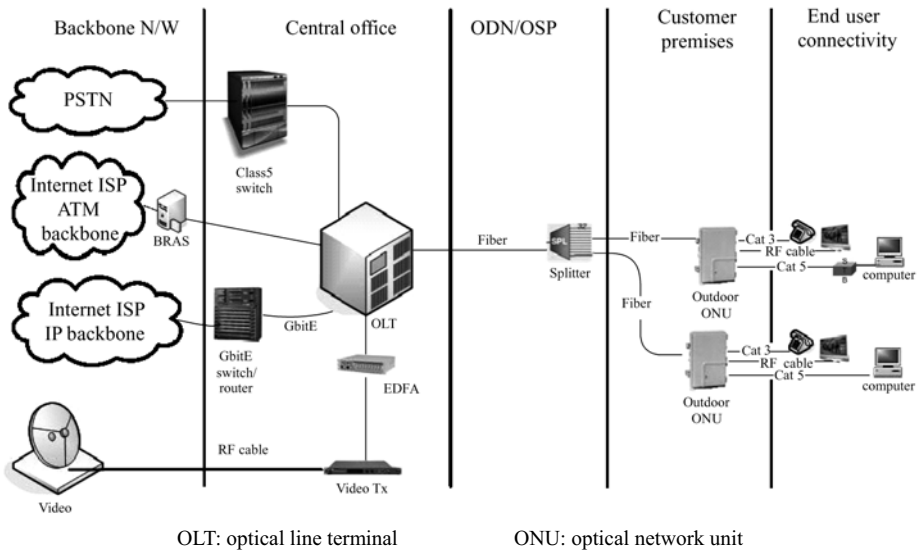 Backbone N/W
Central office
ODN/OSP
Customer
premises
End user
connectivity
PSTN
Class5
switch
Internet ISP
ATM
backbone
BRAS
Internet ISP
IP backbone
GbitE
switch/
router
GbitE
OLT
EDFA
RF cable
Video
Video Tx
Fiber
SPL
32
Splitter
Fiber
Fiber
Outdoor
ONU
Cat 3
RF cable
Cat 5
S
B
computer
Outdoor
ONU
Cat 3
RF cable
Cat 5
computer
OLT: optical line terminal
ONU: optical network unit